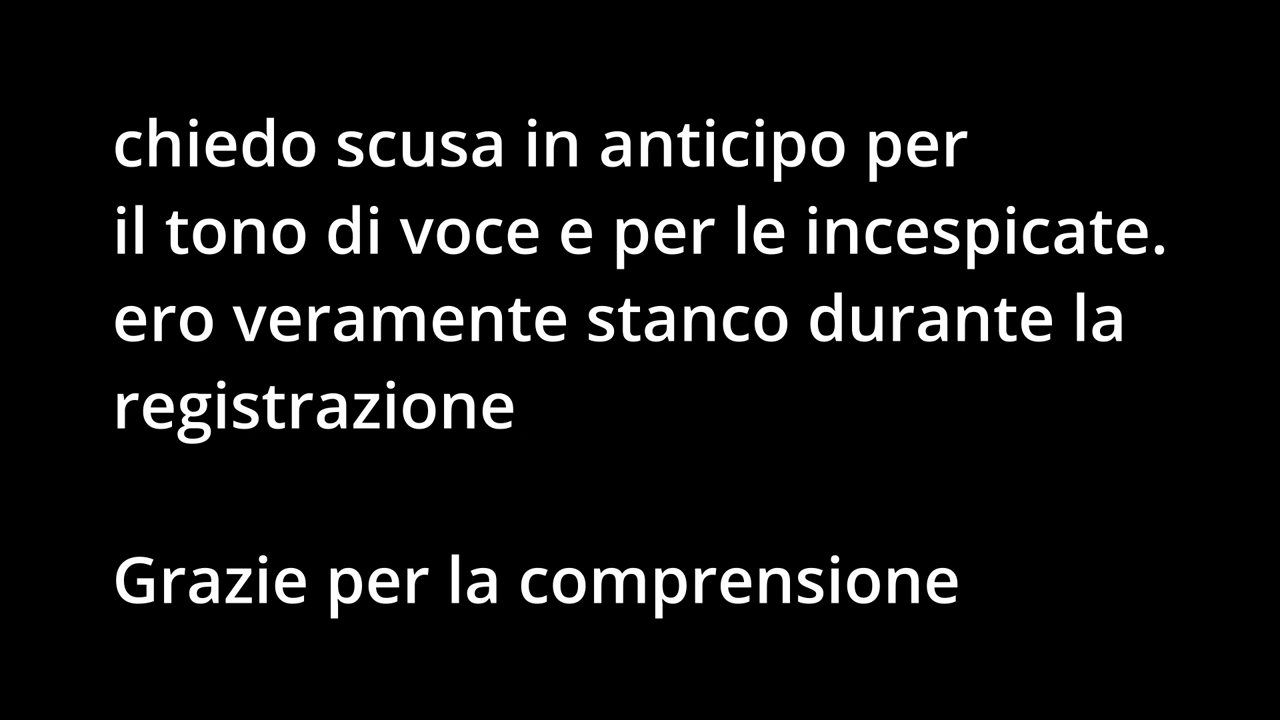 chiedo scusa in anticipo per
il tono di voce e per le incespicate.
ero veramente stanco durante la
registrazione
Grazie per la comprensione